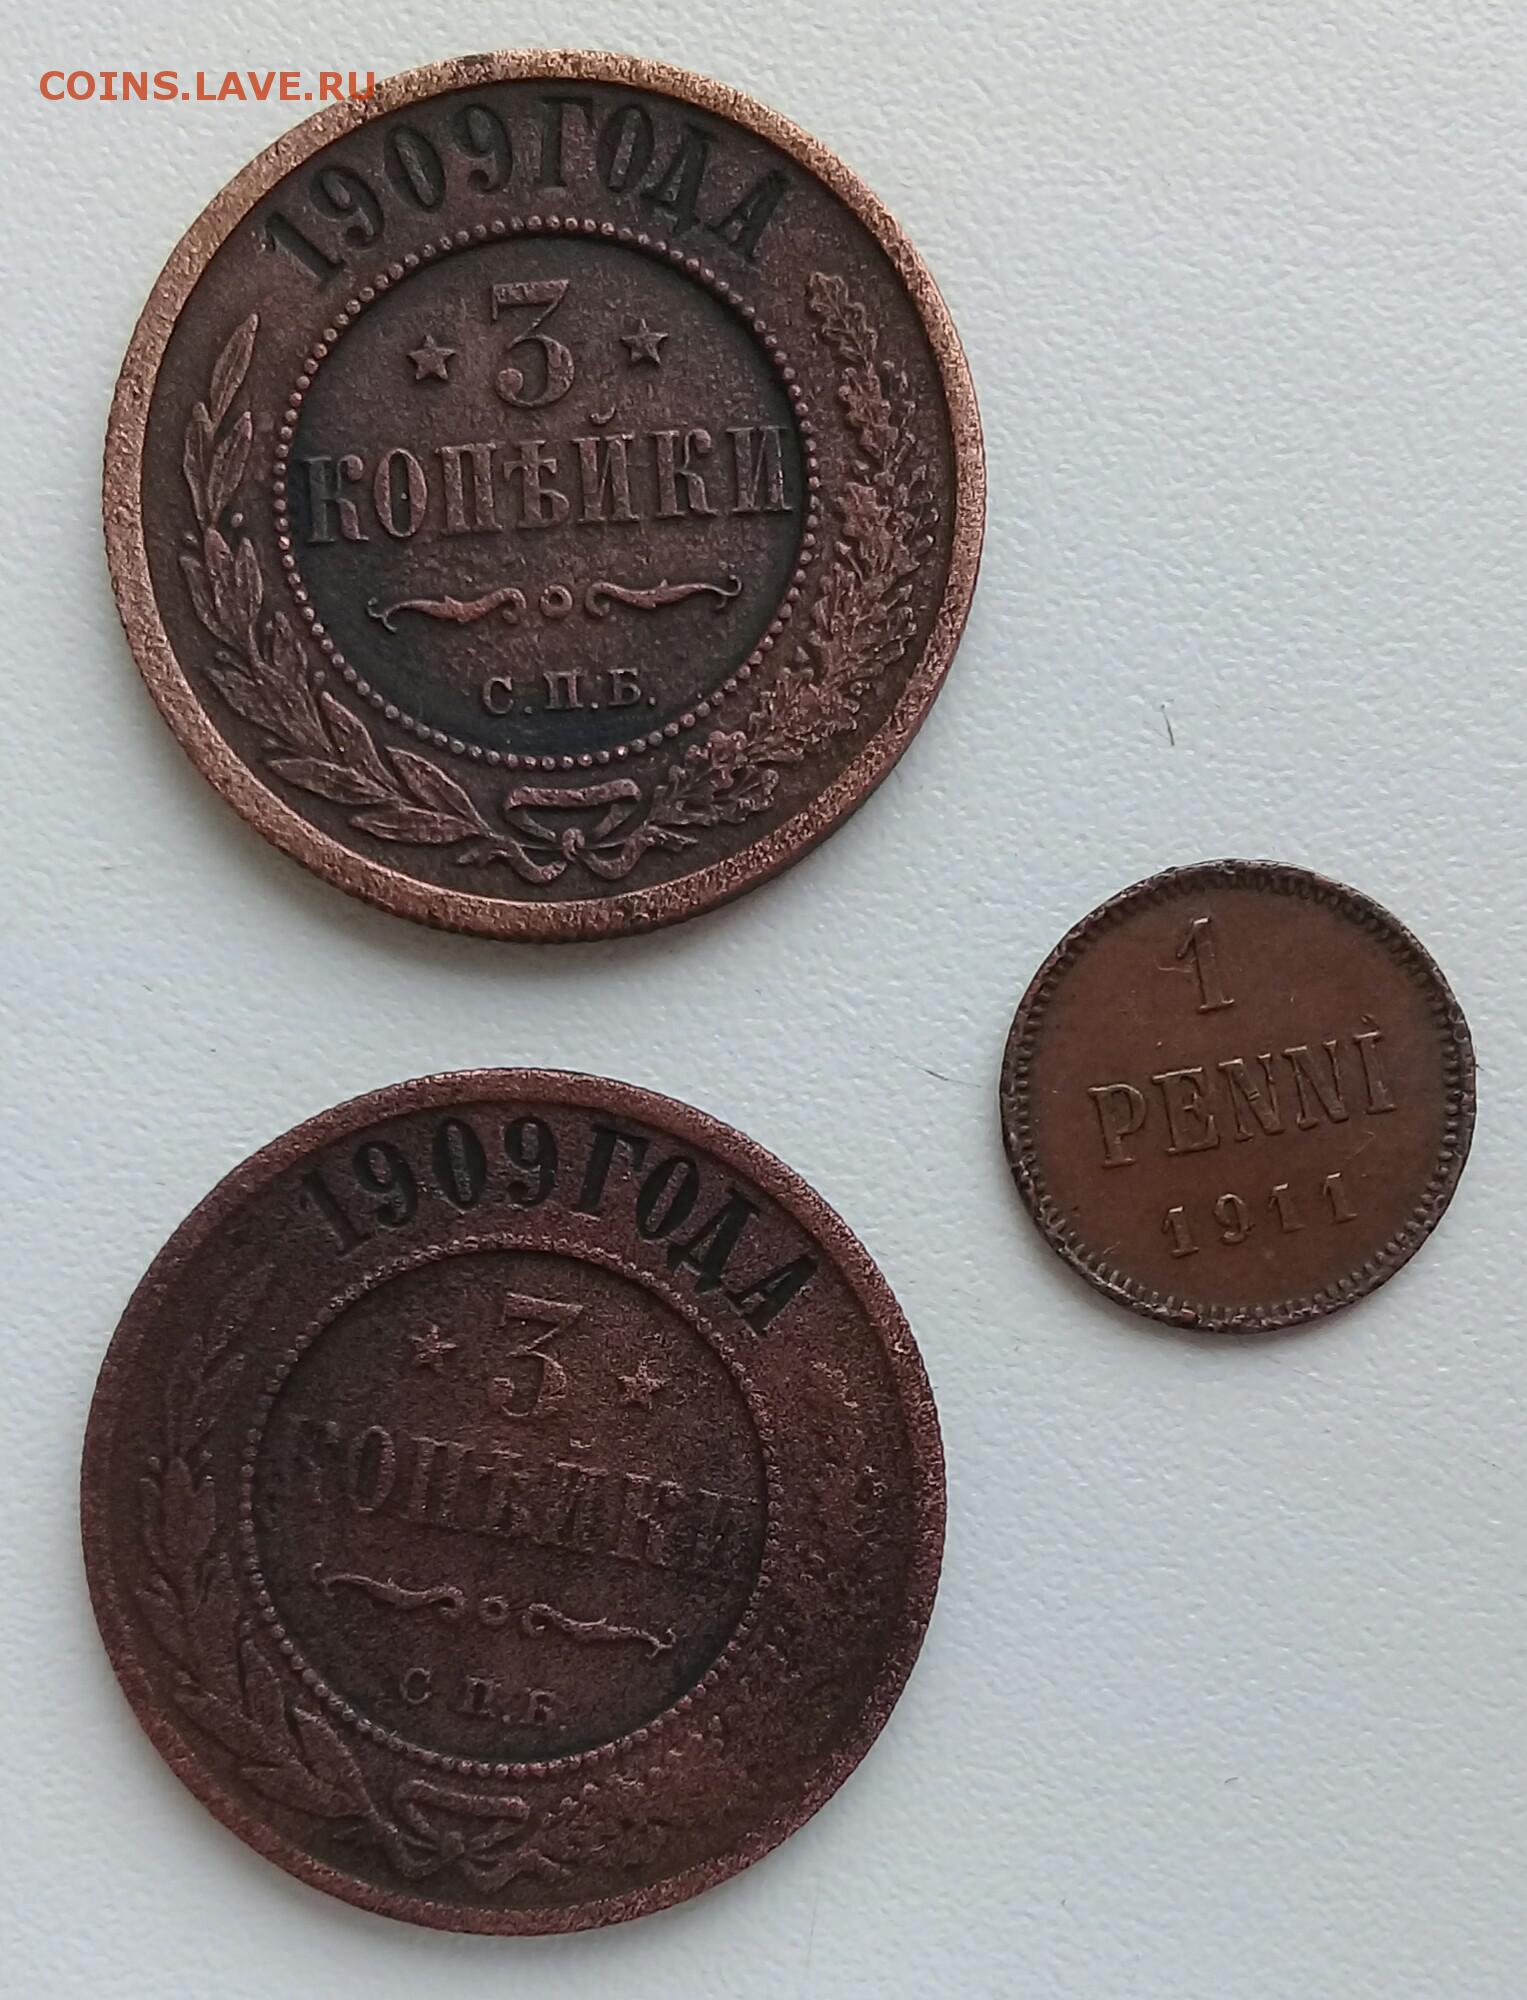 COINS.LAVE.RU
1909 ГОДА
3
КОПѢЙКИ
С.П.Б.
1
PENNI
1911
1909 ГОДА
3
КОПѢЙКИ
С.П.Б.